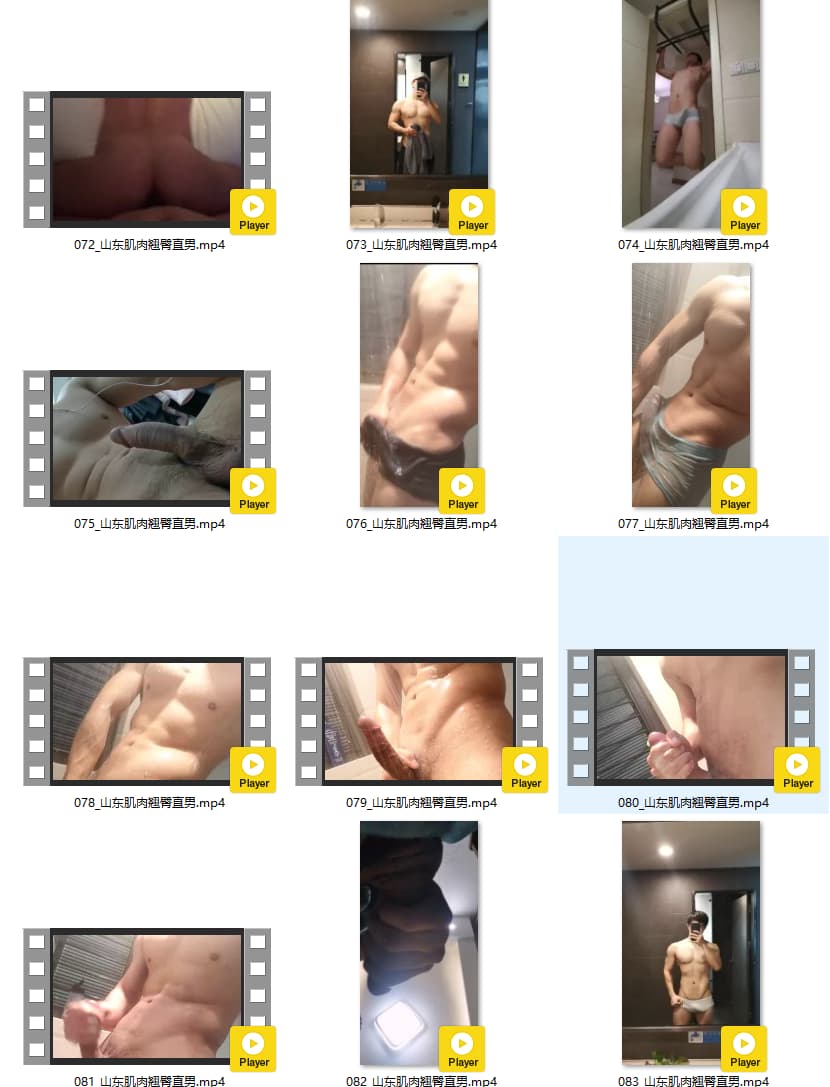 Player
Player
Player
072_山东肌肉翘臀直男.mp4
073_山东肌肉翘臀直男.mp4
074_山东肌肉翘臀直男.mp4
Player
Player
Player
075_山东肌肉翘臀直男.mp4
076_山东肌肉翘臀直男.mp4
077_山东肌肉翘臀直男.mp4
Player
Player
Player
078_山东肌肉翘臀直男.mp4
079_山东肌肉翘臀直男.mp4
080_山东肌肉翘臀直男.mp4
Player
Player
Player
081_山东肌肉翘臀直男.mp4
082_山东肌肉翘臀直男.mp4
083_山东肌肉翘臀直男.mp4